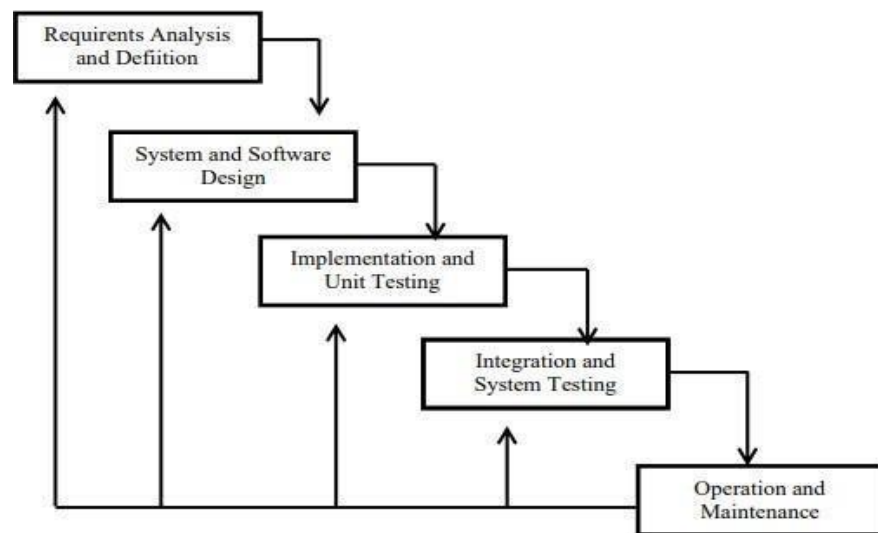 Requirents Analysis
and Defiition
System and Software
Design
Implementation and
Unit Testing
Integration and
System Testing
Operation and
Maintenance